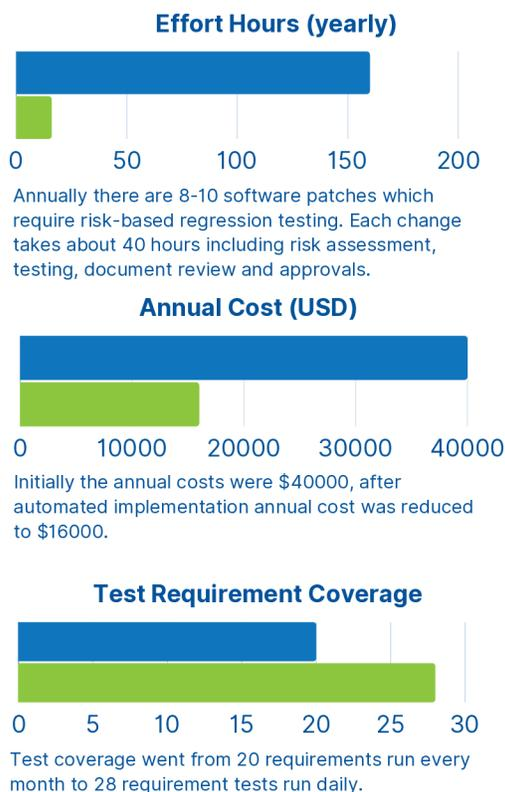 Effort Hours (yearly)
0 50 100 150 200
Annually there are 8-10 software patches which
require risk-based regression testing. Each change
takes about 40 hours including risk assessment,
testing, document review and approvals.
Annual Cost (USD)
0 10000 20000 30000 40000
Initially the annual costs were $40000, after
automated implementation annual cost was reduced
to $16000.
Test Requirement Coverage
0 5 10 15 20 25 30
Test coverage went from 20 requirements run every
month to 28 requirement tests run daily.